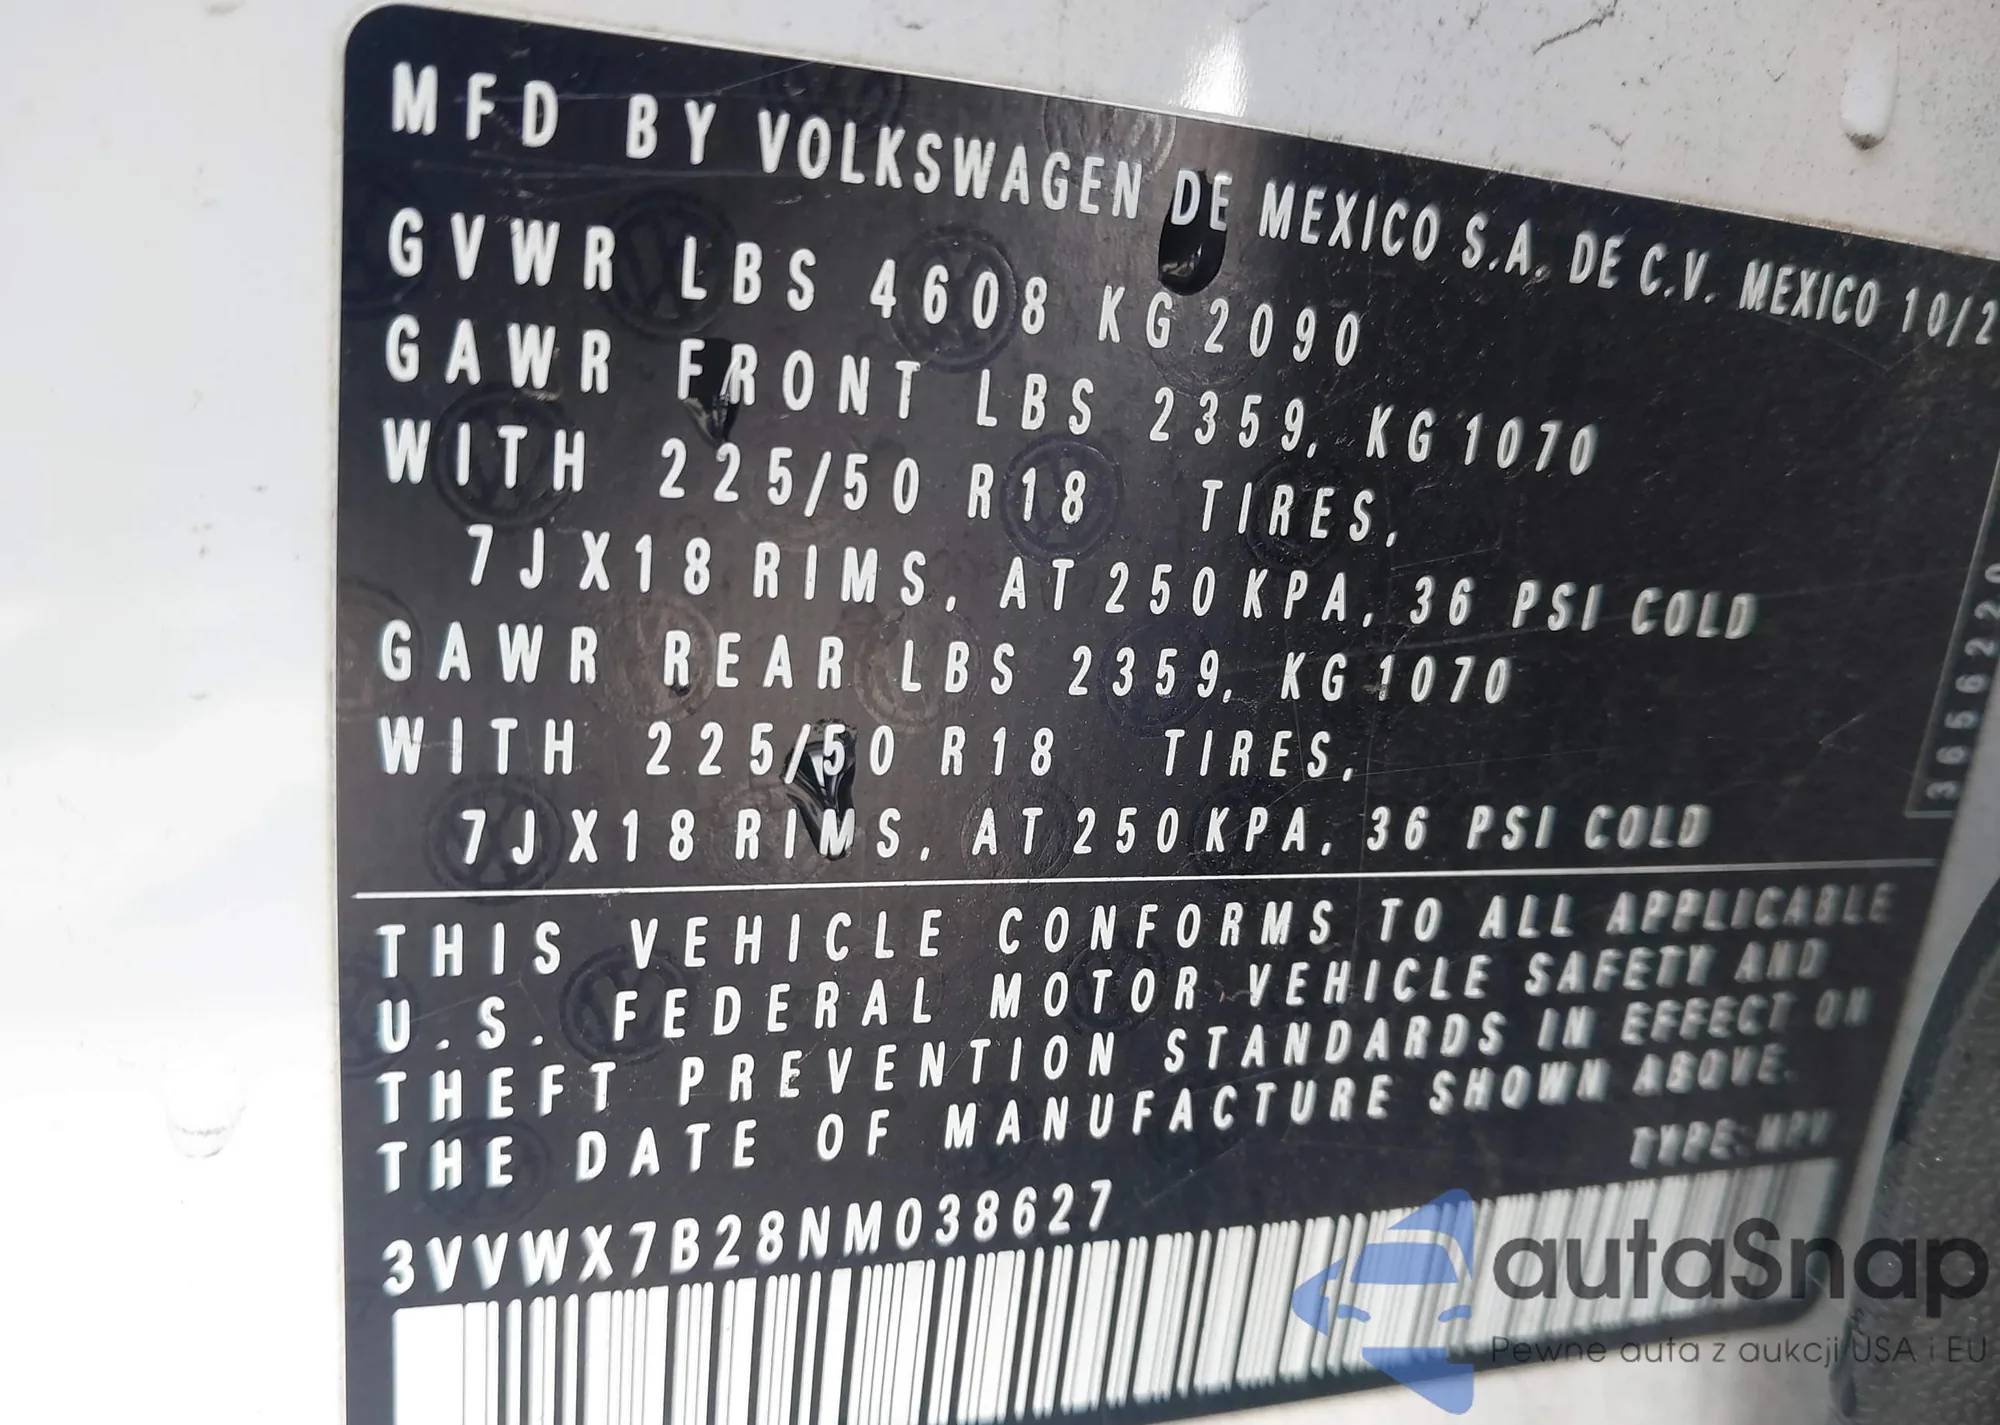 MFD BY VOLKSWAGEN DE MEXICO S.A. DE C.V. MEXICO 10/2
GVWR LBS 4608 KG 2090
GAWR FRONT LBS 2359, KG 1070
WITH 225/50 R18 TIRES,
7JX18 RIMS, AT 250 KPA, 36 PSI COLD
GAWR REAR LBS 2359, KG 1070
WITH 225/50 R18 TIRES,
7JX18 RIMS, AT 250 KPA, 36 PSI COLD
3656220
THIS VEHICLE CONFORMS TO ALL APPLICABLE
U.S. FEDERAL MOTOR VEHICLE SAFETY AND
THEFT PREVENTION STANDARDS IN EFFECT ON
THE DATE OF MANUFACTURE SHOWN ABOVE.
TYPE: MPV
3VVWX7B28NM038627
autaSnap
Pewne auta z aukcji USA i EU